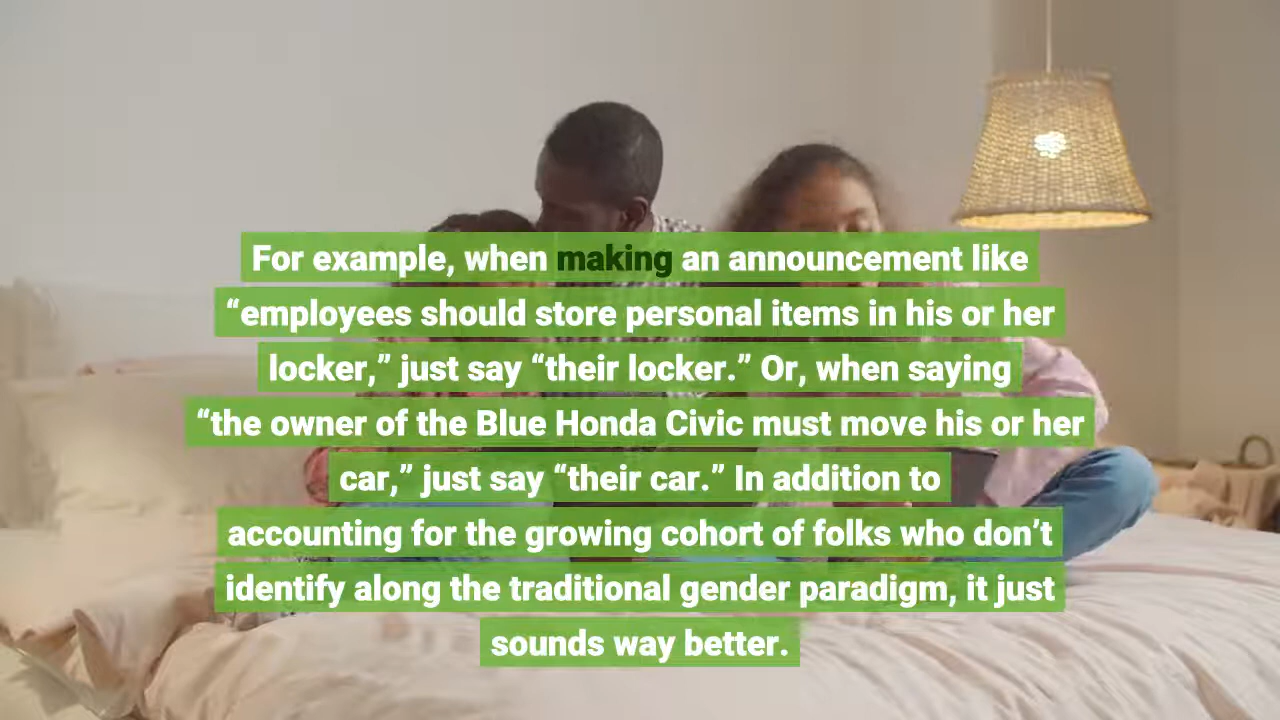 For example, when making an announcement like
“employees should store personal items in his or her
locker,” just say “their locker.” Or, when saying
“the owner of the Blue Honda Civic must move his or her
car,” just say “their car.” In addition to
accounting for the growing cohort of folks who don’t
identify along the traditional gender paradigm, it just
sounds way better.